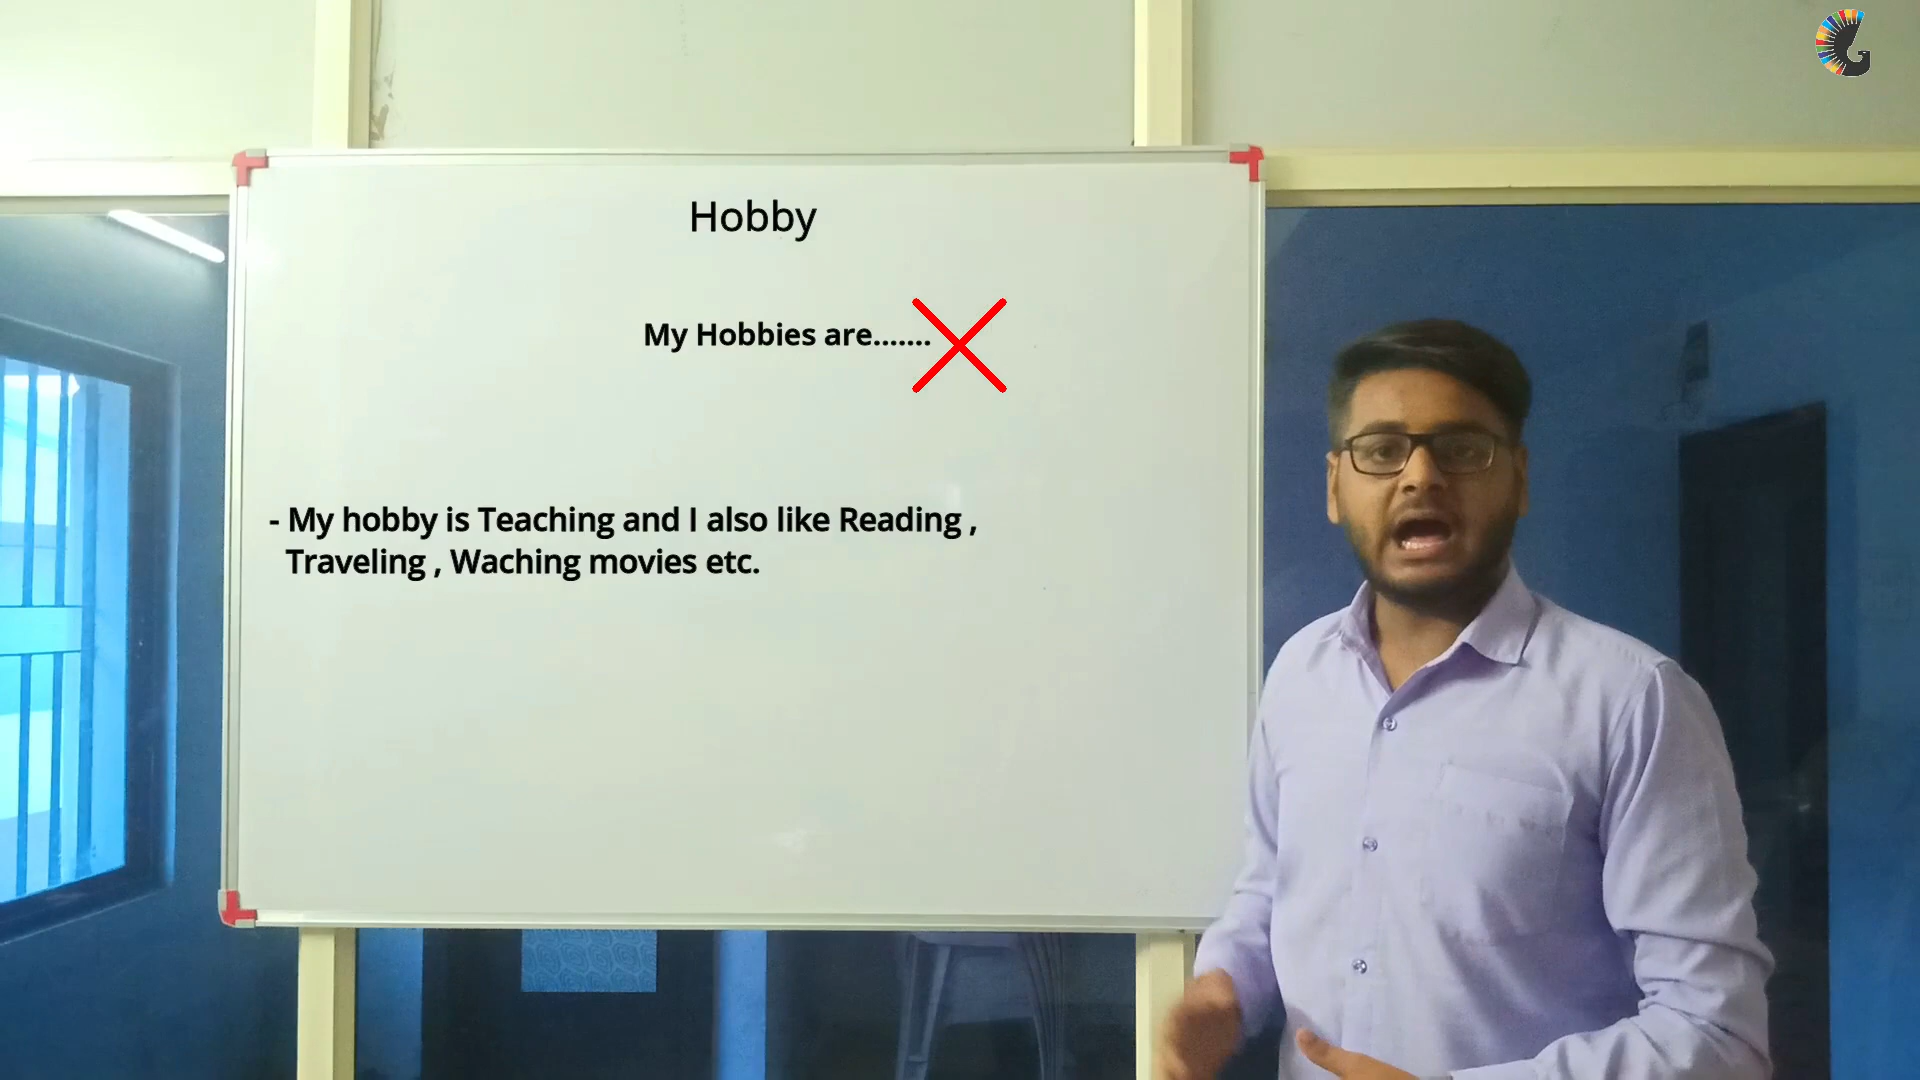 Hobby
My Hobbies are.......
- My hobby is Teaching and I also like Reading ,
Traveling , Waching movies etc.